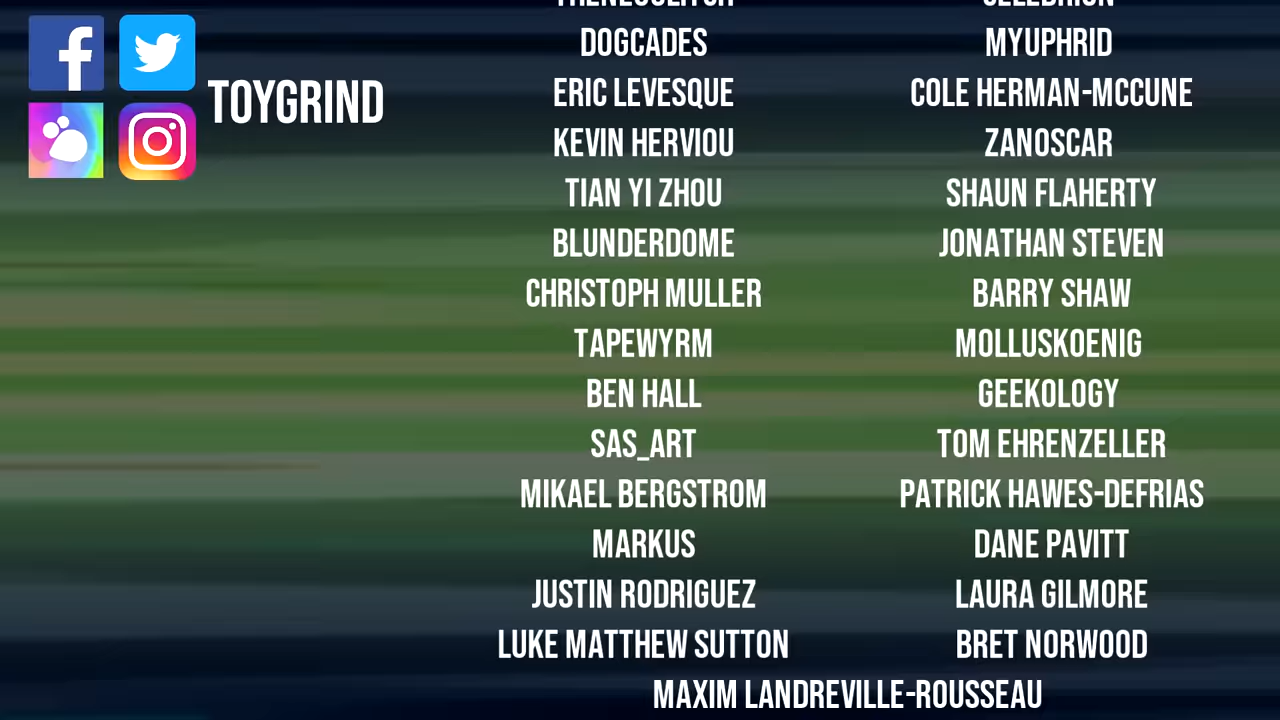 TOYGRIND
DOGCADES MYUPHRID
ERIC LEVESQUE COLE HERMAN-MCCUNE
KEVIN HERVIOU ZANOSCAR
TIAN YI ZHOU SHAUN FLAHERTY
BLUNDERDOME JONATHAN STEVEN
CHRISTOPH MULLER BARRY SHAW
TAPEWYRM MOLLUSKOENIG
BEN HALL GEEKOLOGY
SAS_ART TOM EHRENZELLER
MIKAEL BERGSTROM PATRICK HAWES-DEFRIAS
MARKUS DANE PAVITT
JUSTIN RODRIGUEZ LAURA GILMORE
LUKE MATTHEW SUTTON BRET NORWOOD
MAXIM LANDREVILLE-ROUSSEAU